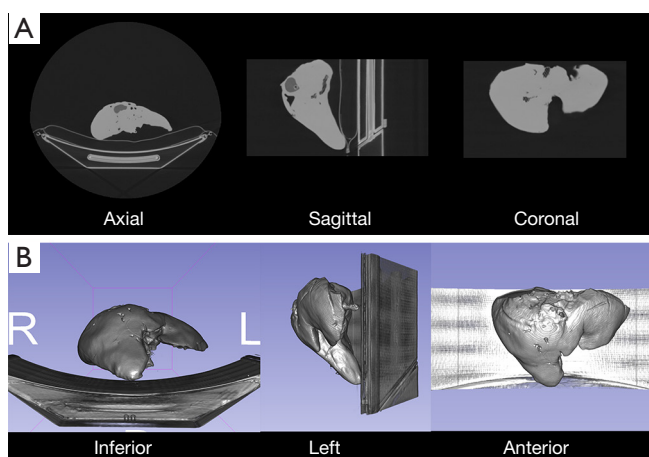 A
Axial Sagittal Coronal
B
R L
Inferior Left Anterior